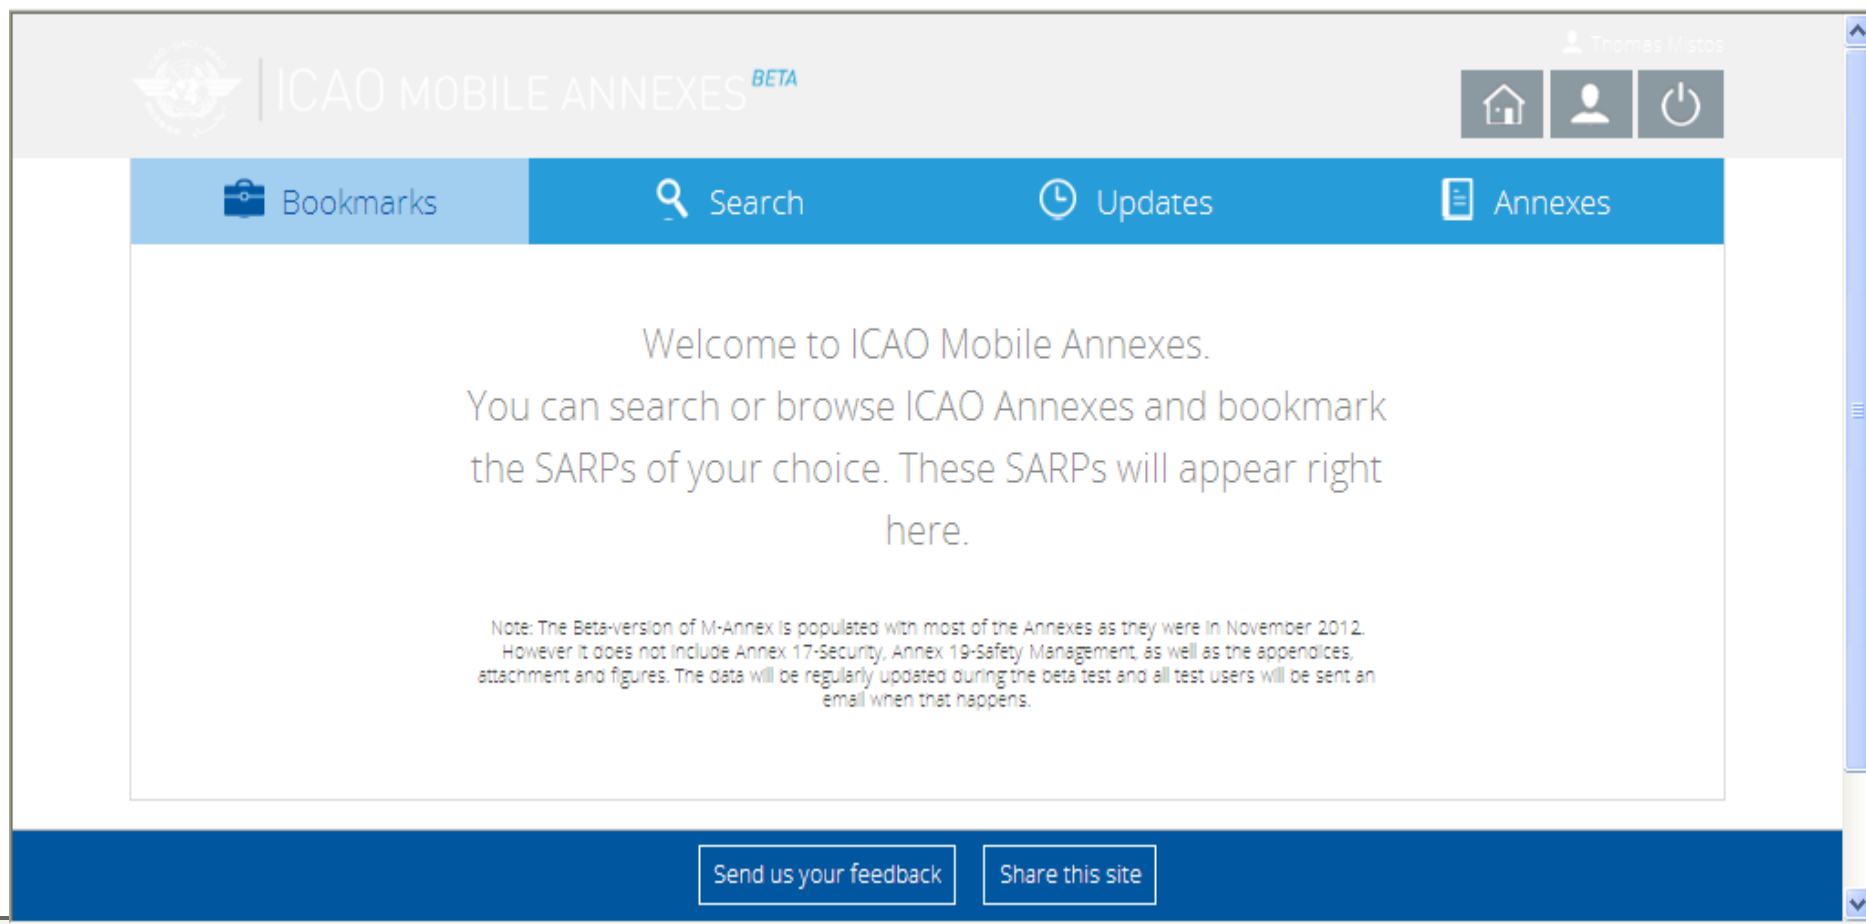 Thomas Mistos
ICAO MOBILE ANNEXES BETA
Bookmarks
Search
Updates
Annexes
Welcome to ICAO Mobile Annexes.
You can search or browse ICAO Annexes and bookmark
the SARPs of your choice. These SARPs will appear right
here.
Note: The Beta-version of M-Annex is populated with most of the Annexes as they were in November 2012.
However it does not include Annex 17-Security, Annex 19-Safety Management, as well as the appendices,
attachment and figures. The data will be regularly updated during the beta test and all test users will be sent an
email when that happens.
Send us your feedback
Share this site